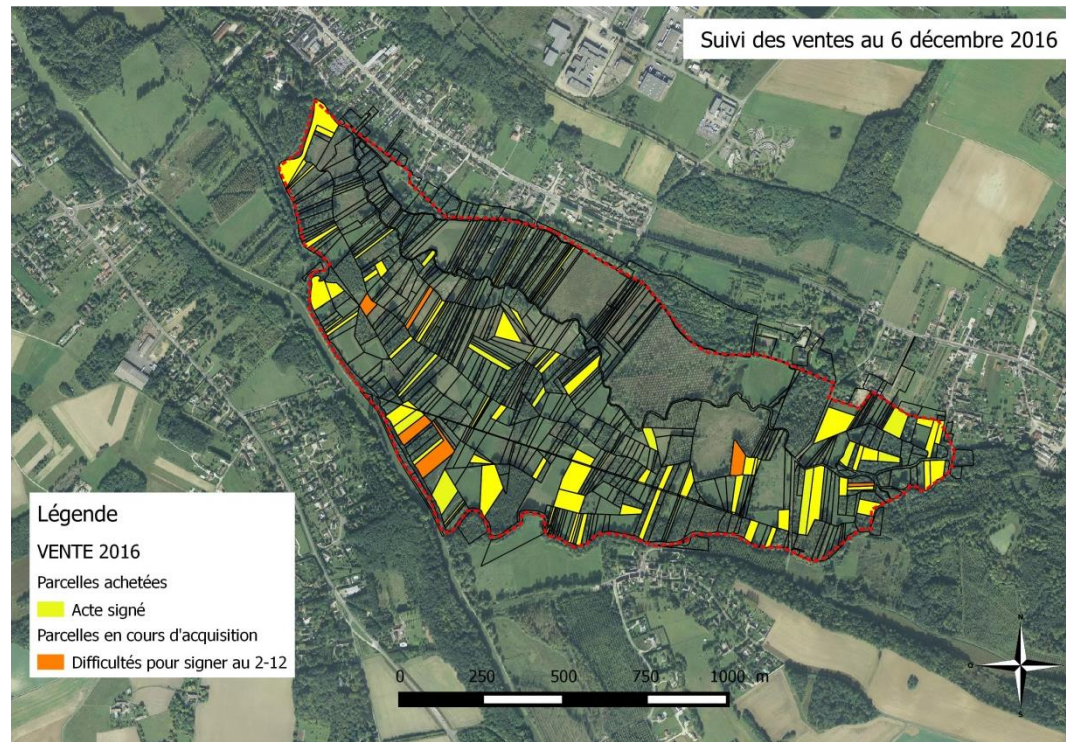 Suivi des ventes au 6 décembre 2016
Légende
VENTE 2016
Parcelles achetées
Acte signé
Parcelles en cours d'acquisition
Difficultés pour signer au 2-12
0 250 500 750 1000 m
N
O E
S